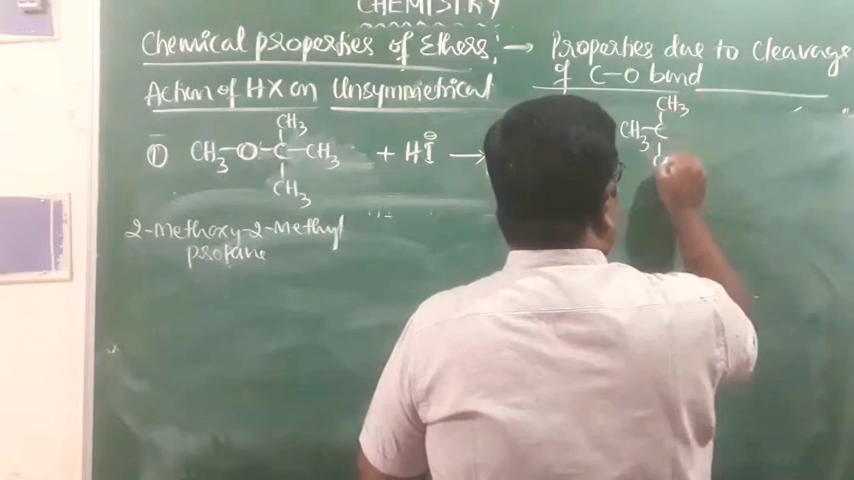 CHEMISTRY
Chemical properties of Ethers; → Properties due to cleavage
of C-O bond
Action of HX on Unsymmetrical
CH3
CH3
① CH3-O-C-CH3 + HI →
CH3-C
CH3
2-Methoxy-2-Methyl
propane